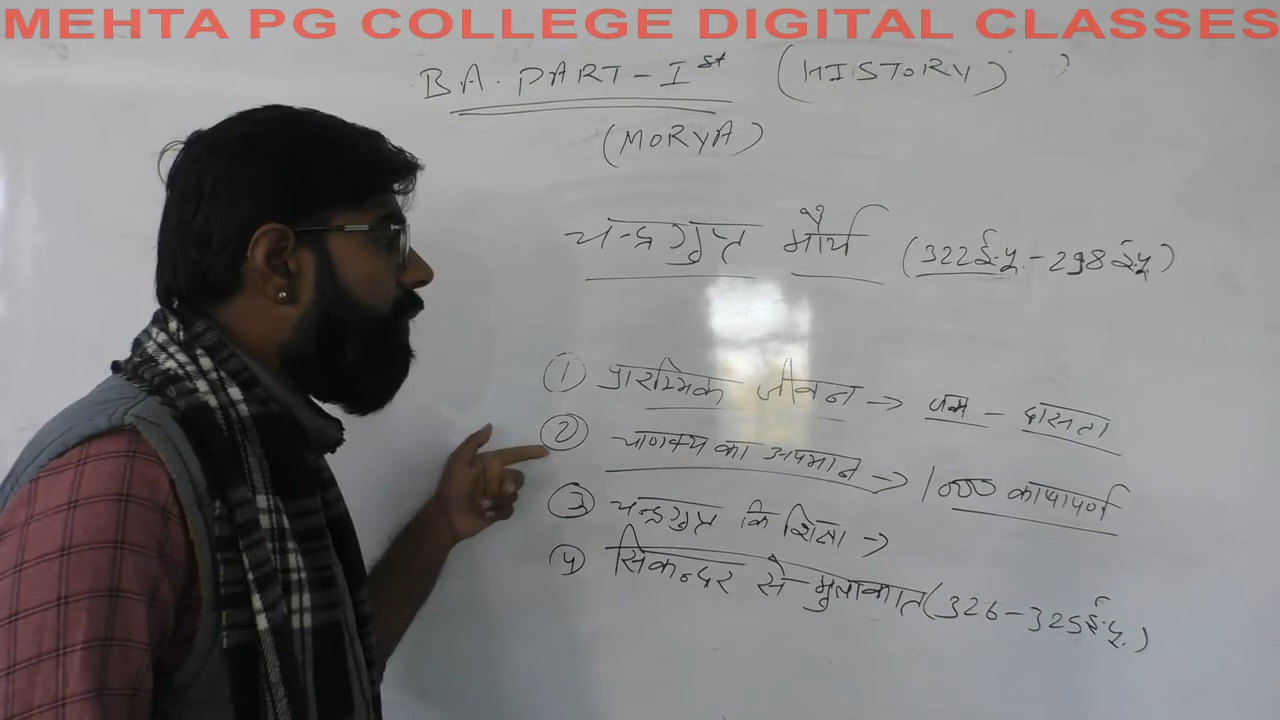 MEHTA PG COLLEGE DIGITAL CLASSES
B.A. PART-Ist (HISTORY)
(MORYA)
चन्द्रगुप्त मौर्य (322ई.पू.-298ई.पू)
① प्रारम्भिक जीवन → जन्म - दासता
② चाणक्य का अपमान → 1000 कार्षापर्ण
③ चन्द्रगुप्त कि शिक्षा →
④ सिकन्दर से मुलाकात (326-325ई.पू.)